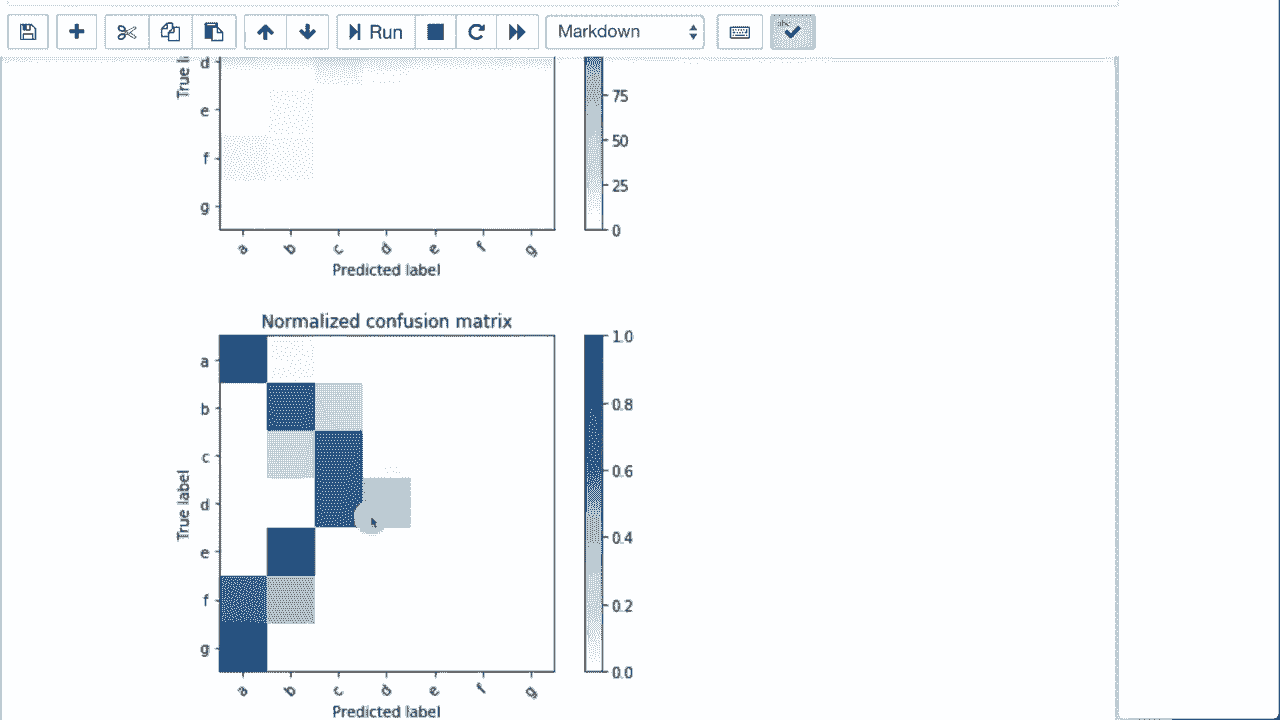 Run
Markdown
True la
d
e
f
g
75
50
25
0
a
b
c
d
e
f
g
Predicted label
Normalized confusion matrix
True label
a
b
c
d
e
f
g
1.0
0.8
0.6
0.4
0.2
0.0
a
b
c
d
e
f
g
Predicted label